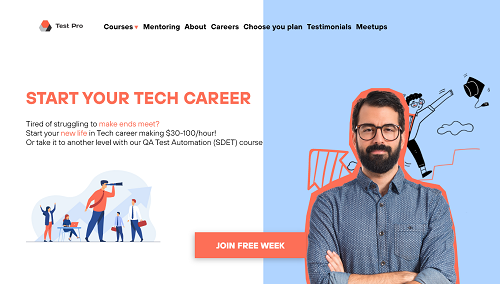 Test Pro
Courses Mentoring About Careers Choose you plan Testimonials Meetups
START YOUR TECH CAREER
Tired of struggling to make ends meet?
Start your new life in Tech career making $30-100/hour!
Or take it to another level with our QA Test Automation (SDET) course
JOIN FREE WEEK